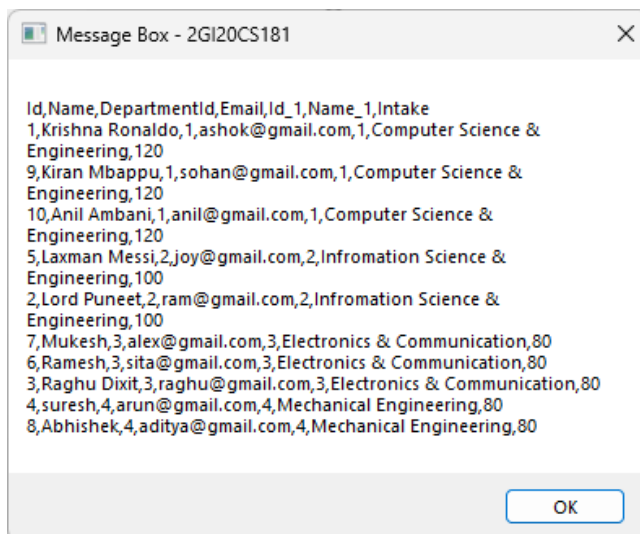 Message Box - 2GI20CS181
Id,Name,DepartmentId,Email,Id_1,Name_1,Intake
1,Krishna Ronaldo,1,ashok@gmail.com,1,Computer Science &
Engineering,120
9,Kiran Mbappu,1,sohan@gmail.com,1,Computer Science &
Engineering,120
10,Anil Ambani,1,anil@gmail.com,1,Computer Science &
Engineering,120
5,Laxman Messi,2,joy@gmail.com,2,Infromation Science &
Engineering,100
2,Lord Puneet,2,ram@gmail.com,2,Infromation Science &
Engineering,100
7,Mukesh,3,alex@gmail.com,3,Electronics & Communication,80
6,Ramesh,3,sita@gmail.com,3,Electronics & Communication,80
3,Raghu Dixit,3,raghu@gmail.com,3,Electronics & Communication,80
4,suresh,4,arun@gmail.com,4,Mechanical Engineering,80
8,Abhishek,4,aditya@gmail.com,4,Mechanical Engineering,80
OK